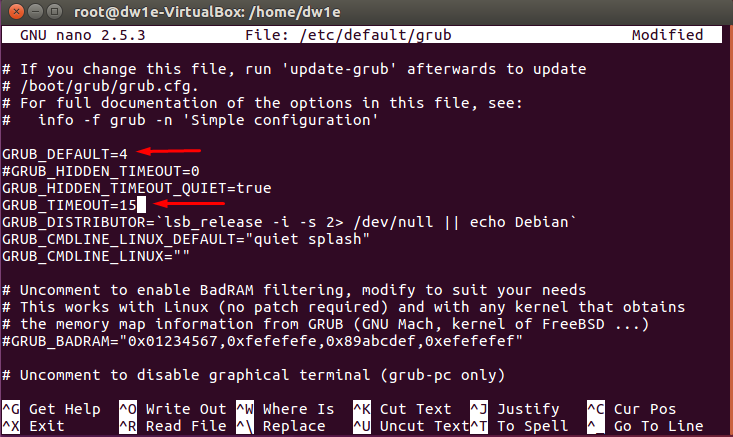 root@dw1e-VirtualBox: /home/dw1e
GNU nano 2.5.3 File: /etc/default/grub Modified
# If you change this file, run 'update-grub' afterwards to update
# /boot/grub/grub.cfg.
# For full documentation of the options in this file, see:
#   info -f grub -n 'Simple configuration'
GRUB_DEFAULT=4
#GRUB_HIDDEN_TIMEOUT=0
GRUB_HIDDEN_TIMEOUT_QUIET=true
GRUB_TIMEOUT=15
GRUB_DISTRIBUTOR=`lsb_release -i -s 2> /dev/null || echo Debian`
GRUB_CMDLINE_LINUX_DEFAULT="quiet splash"
GRUB_CMDLINE_LINUX=""
# Uncomment to enable BadRAM filtering, modify to suit your needs
# This works with Linux (no patch required) and with any kernel that obtains
# the memory map information from GRUB (GNU Mach, kernel of FreeBSD ...)
#GRUB_BADRAM="0x01234567,0xfefefefe,0x89abcdef,0xefefefef"
# Uncomment to disable graphical terminal (grub-pc only)
^G Get Help ^O Write Out ^W Where Is ^K Cut Text ^J Justify ^C Cur Pos
^X Exit ^R Read File ^\ Replace ^U Uncut Text ^T To Spell ^_ Go To Line